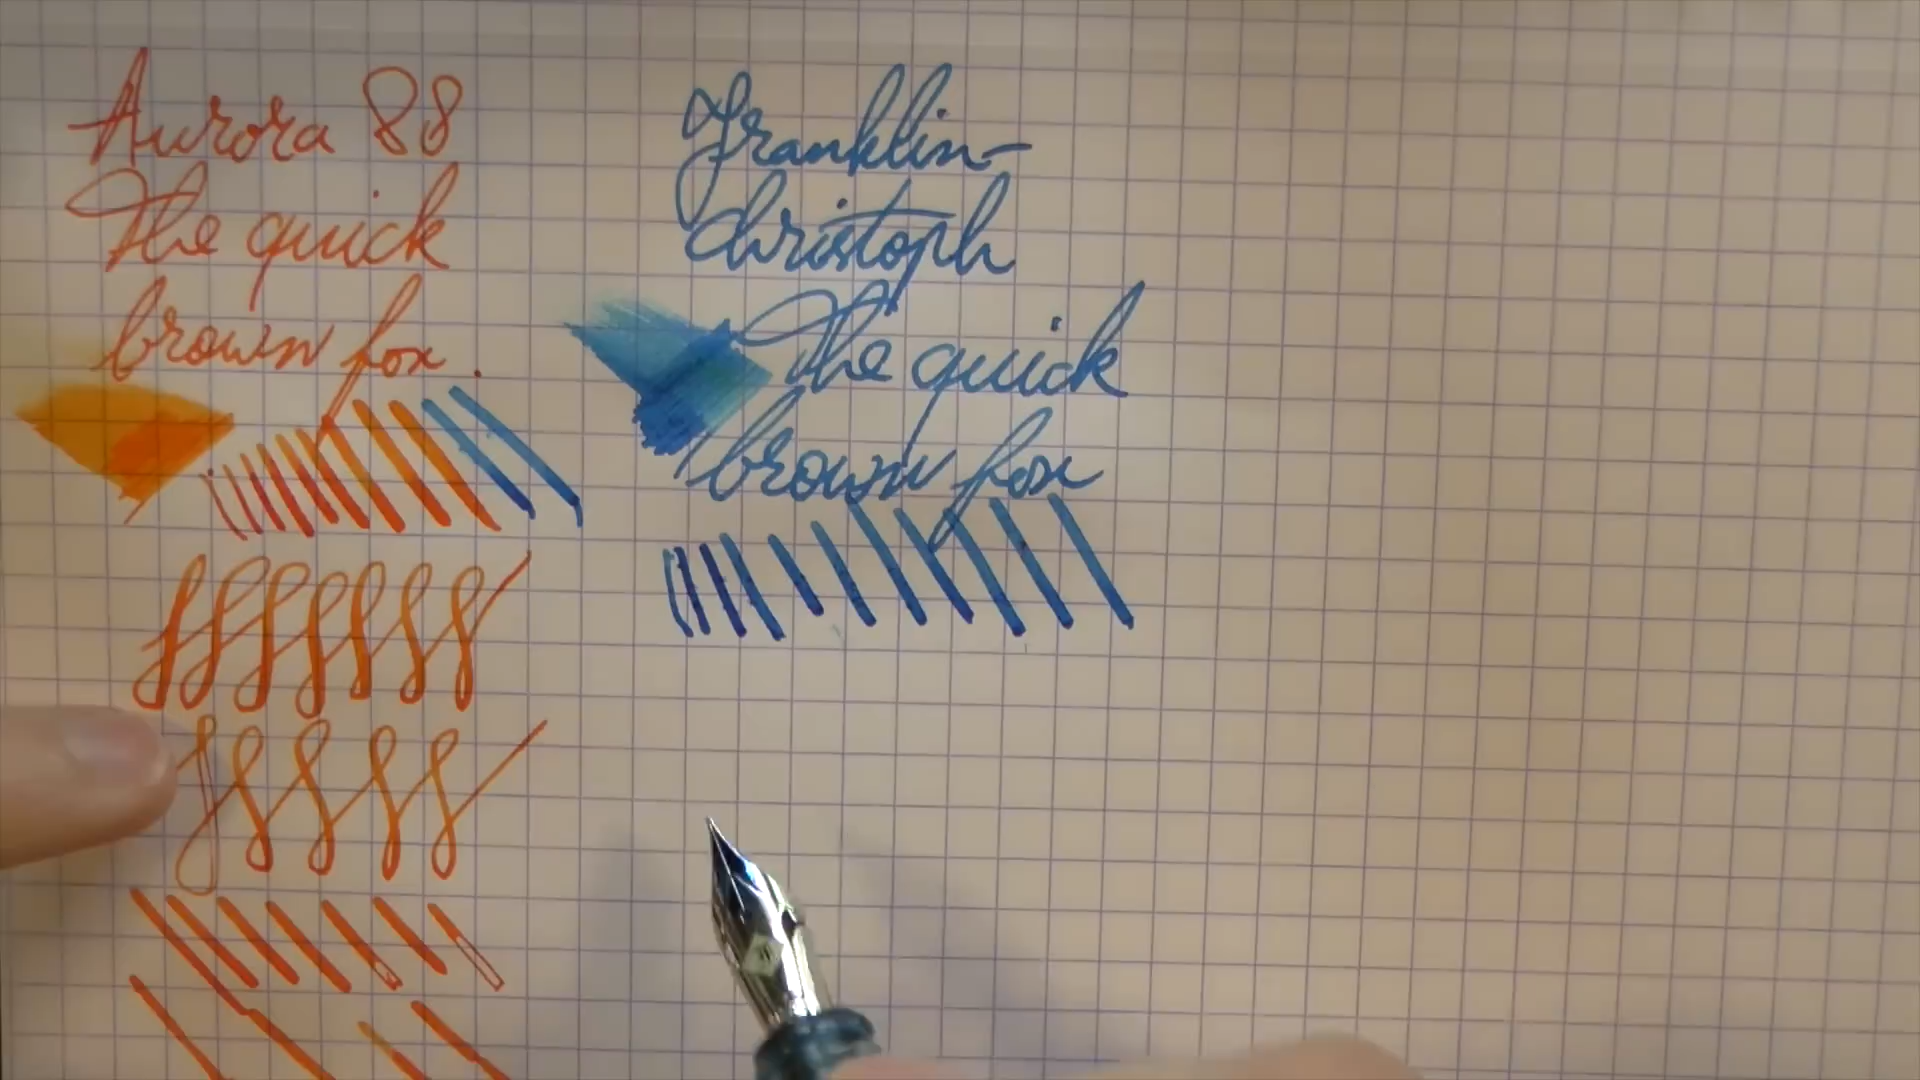 Aurora 88
The quick
brown fox.
Franklin-
Christoph
The quick
brown fox